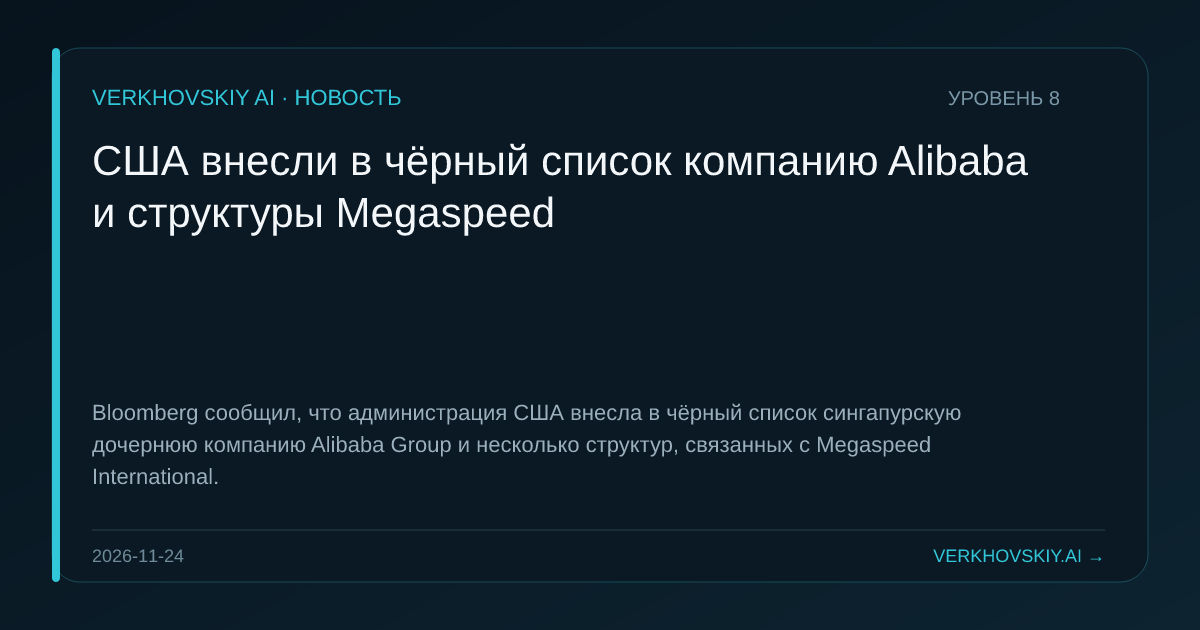 VERKHOVSKIY AI · НОВОСТЬ
УРОВЕНЬ 8
США внесли в чёрный список компанию Alibaba
и структуры Megaspeed
Bloomberg сообщил, что администрация США внесла в чёрный список сингапурскую
дочернюю компанию Alibaba Group и несколько структур, связанных с Megaspeed
International.
2026-11-24
VERKHOVSKIY.AI →